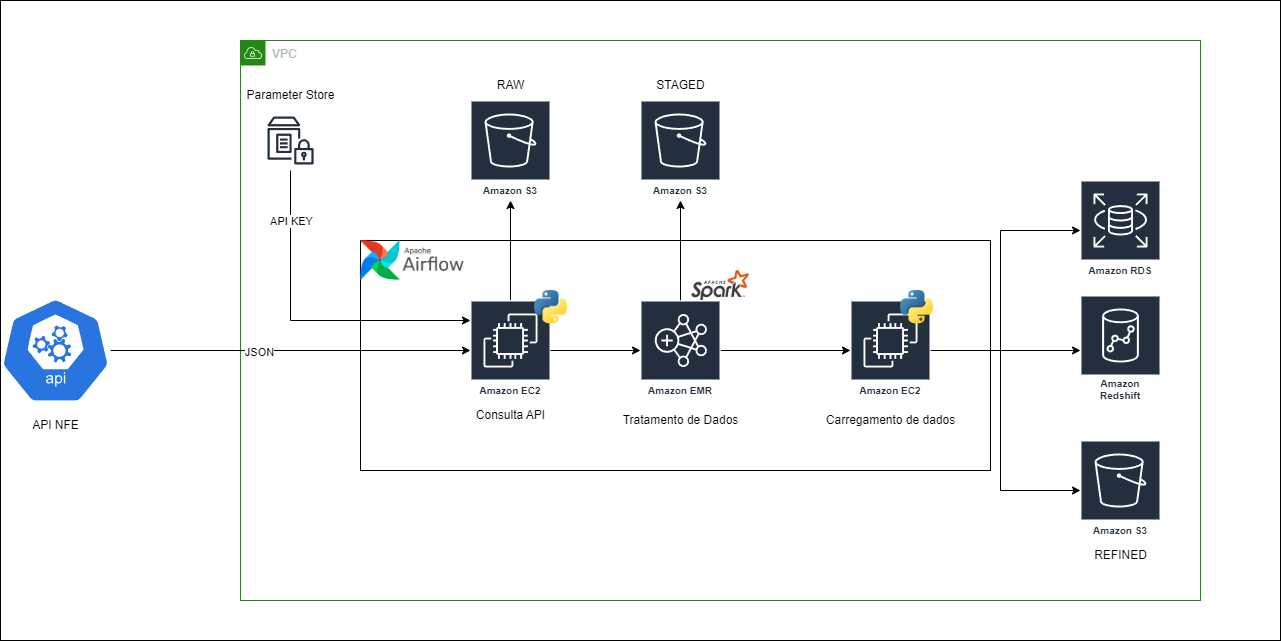 VPC
Parameter Store
RAW
STAGED
Amazon S3
Amazon S3
API KEY
Apache
Airflow
APACHE
Spark
Amazon RDS
api
JSON
Amazon EC2
Amazon EMR
Amazon EC2
Amazon
Redshift
API NFE
Consulta API
Tratamento de Dados
Carregamento de dados
Amazon S3
REFINED